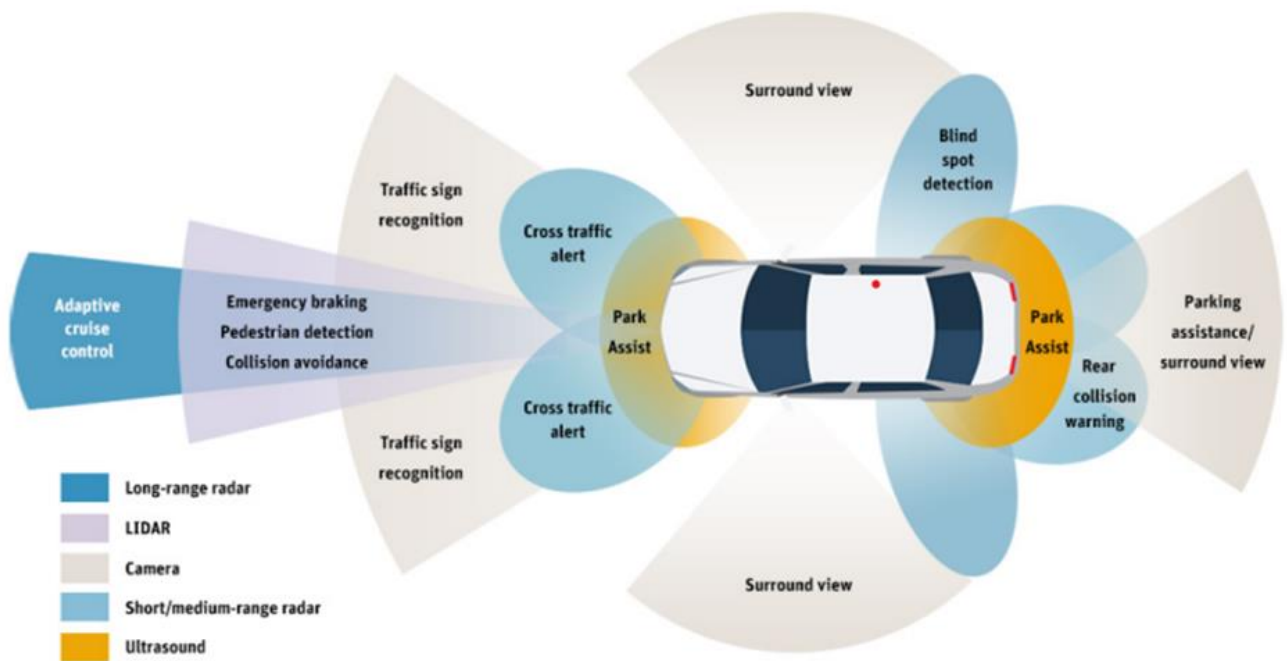 Surround view
Blind
spot
detection
Traffic sign
recognition
Cross traffic
alert
Adaptive
cruise
control
Emergency braking
Pedestrian detection
Collision avoidance
Park
Assist
Park
Assist
Parking
assistance/
surround view
Rear
collision
warning
Cross traffic
alert
Traffic sign
recognition
Surround view
Long-range radar
LIDAR
Camera
Short/medium-range radar
Ultrasound